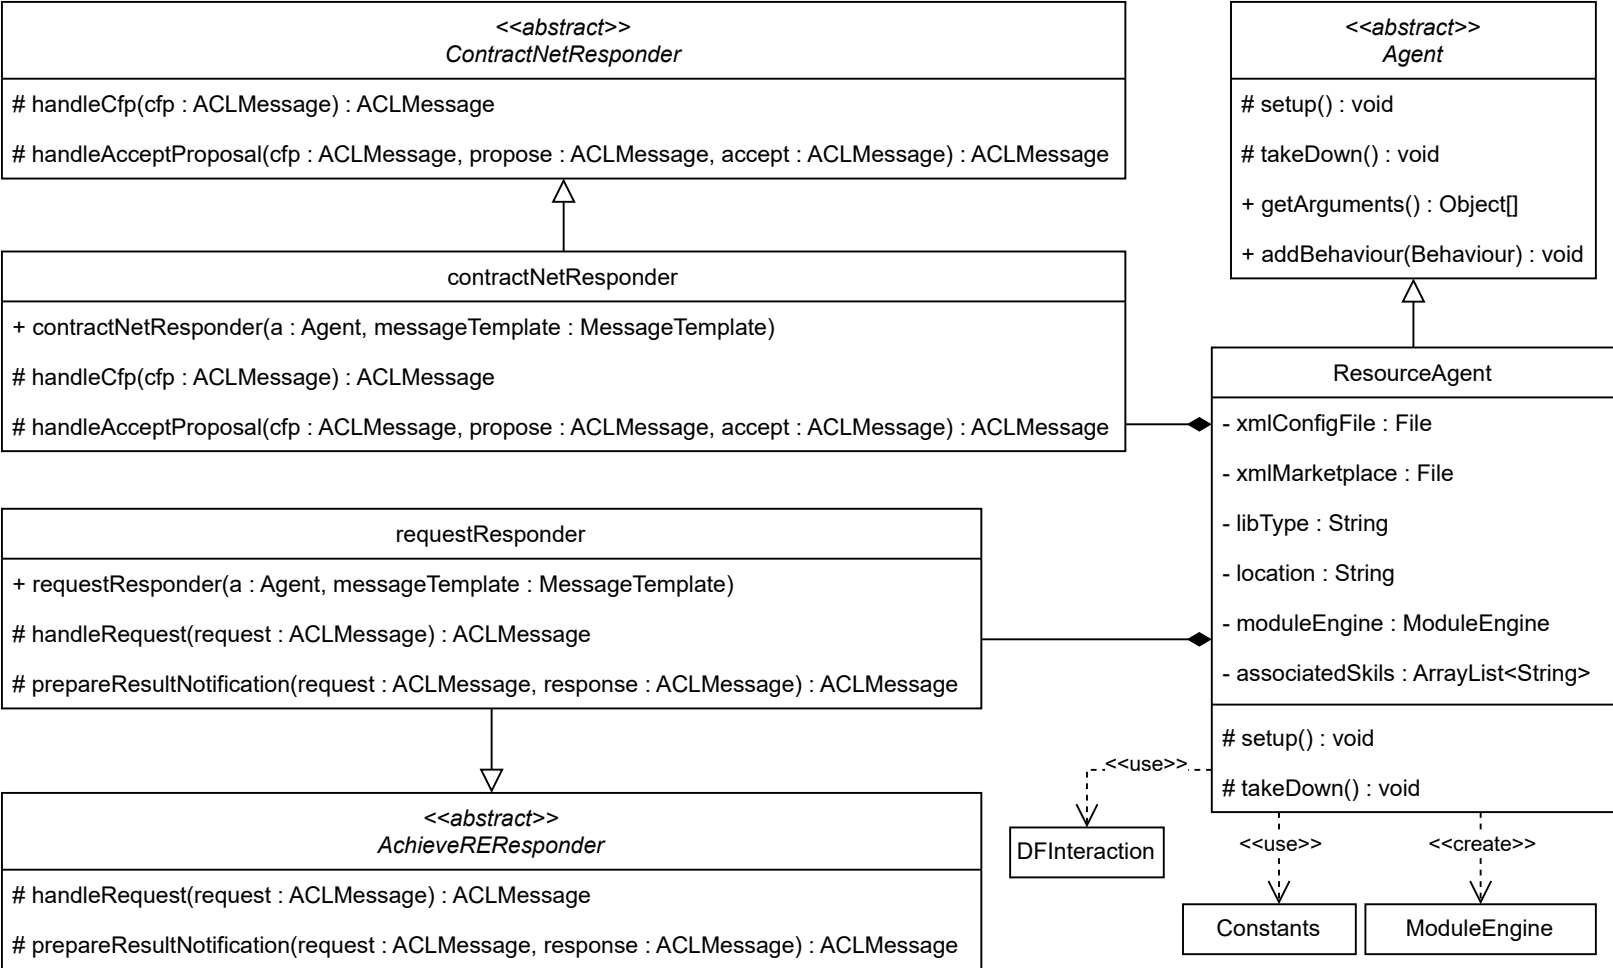 <<abstract>>
ContractNetResponder
# handleCfp(cfp : ACLMessage) : ACLMessage
# handleAcceptProposal(cfp : ACLMessage, propose : ACLMessage, accept : ACLMessage) : ACLMessage
<<abstract>>
Agent
# setup() : void
# takeDown() : void
+ getArguments() : Object[]
+ addBehaviour(Behaviour) : void
contractNetResponder
+ contractNetResponder(a : Agent, messageTemplate : MessageTemplate)
# handleCfp(cfp : ACLMessage) : ACLMessage
# handleAcceptProposal(cfp : ACLMessage, propose : ACLMessage, accept : ACLMessage) : ACLMessage
ResourceAgent
- xmlConfigFile : File
- xmlMarketplace : File
- libType : String
- location : String
- moduleEngine : ModuleEngine
- associatedSkils : ArrayList<String>
# setup() : void
# takeDown() : void
requestResponder
+ requestResponder(a : Agent, messageTemplate : MessageTemplate)
# handleRequest(request : ACLMessage) : ACLMessage
# prepareResultNotification(request : ACLMessage, response : ACLMessage) : ACLMessage
<<abstract>>
AchieveREResponder
# handleRequest(request : ACLMessage) : ACLMessage
# prepareResultNotification(request : ACLMessage, response : ACLMessage) : ACLMessage
<<use>>
DFInteraction
<<use>>
Constants
<<create>>
ModuleEngine